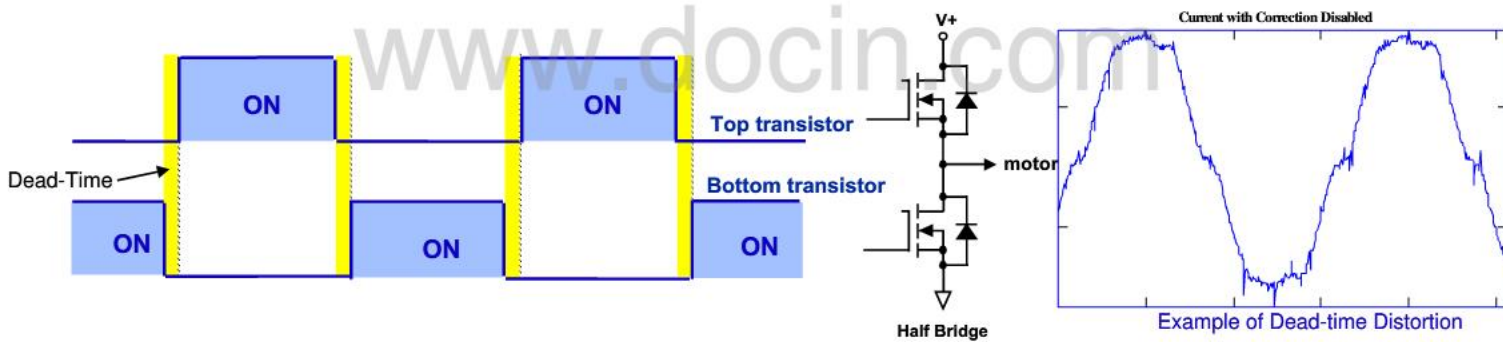 www.docin.com
Current with Correction Disabled
V+
ON
ON
Top transistor
motor
Dead-Time
Bottom transistor
ON
ON
ON
Half Bridge
Example of Dead-time Distortion